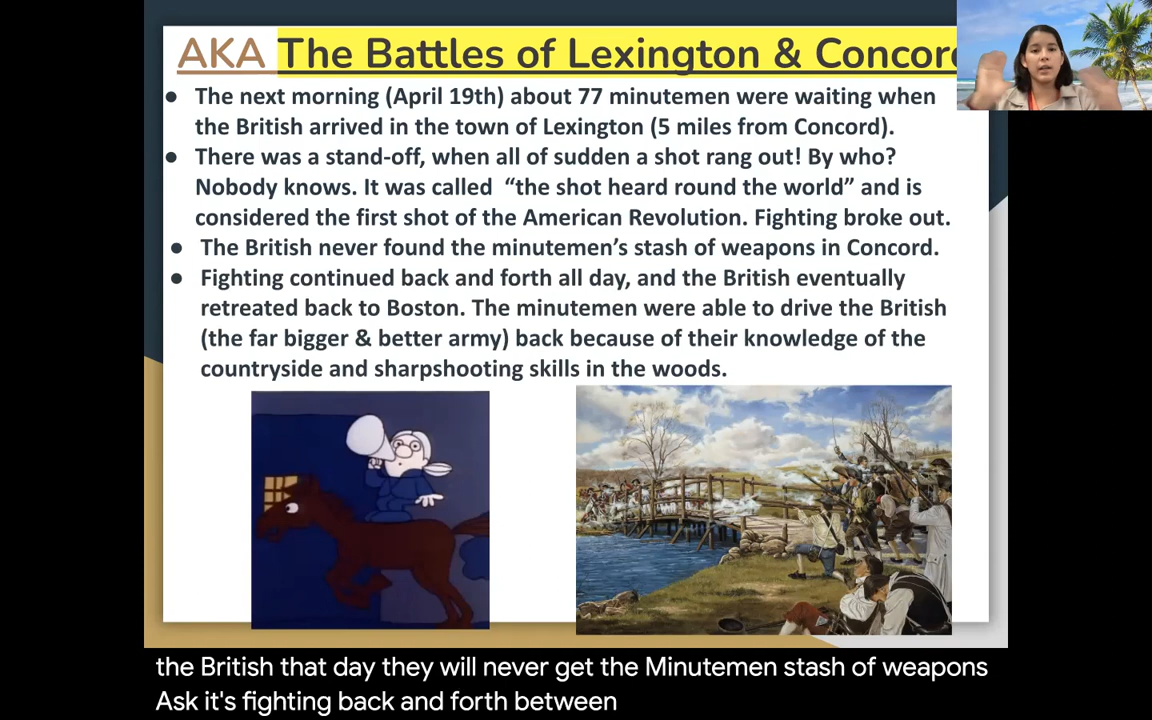 AKA The Battles of Lexington & Concord
● The next morning (April 19th) about 77 minutemen were waiting when
the British arrived in the town of Lexington (5 miles from Concord).
● There was a stand-off, when all of sudden a shot rang out! By who?
Nobody knows. It was called “the shot heard round the world” and is
considered the first shot of the American Revolution. Fighting broke out.
● The British never found the minutemen’s stash of weapons in Concord.
● Fighting continued back and forth all day, and the British eventually
retreated back to Boston. The minutemen were able to drive the British
(the far bigger & better army) back because of their knowledge of the
countryside and sharpshooting skills in the woods.
the British that day they will never get the Minutemen stash of weapons
Ask it's fighting back and forth between